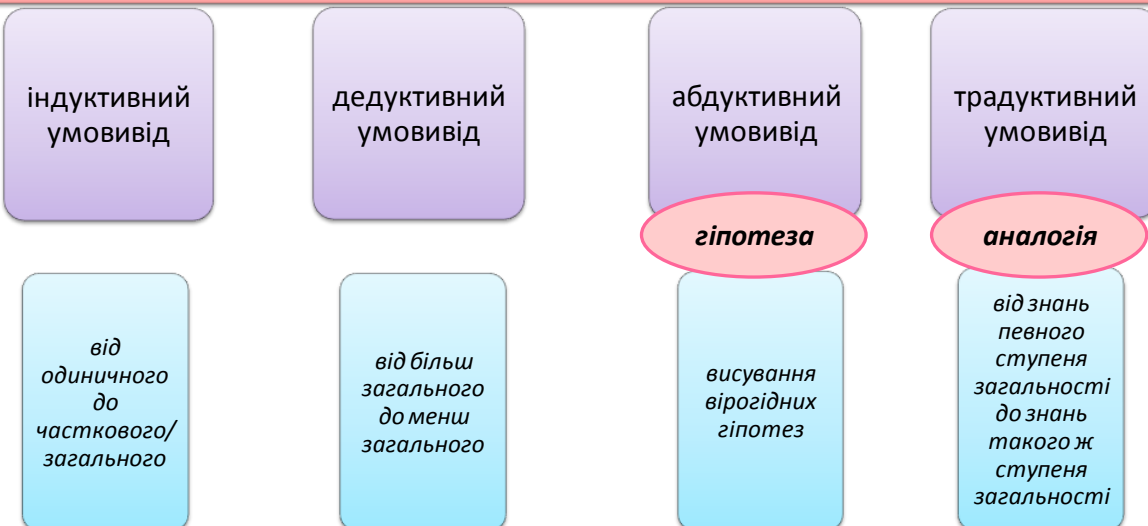 індуктивний
умовивід
дедуктивний
умовивід
абдуктивний
умовивід
традуктивний
умовивід
гіпотеза
аналогія
від
одиничного
до
часткового/
загального
від більш
загального
до менш
загального
висування
вірогідних
гіпотез
від знань
певного
ступеня
загальності
до знань
такого ж
ступеня
загальності